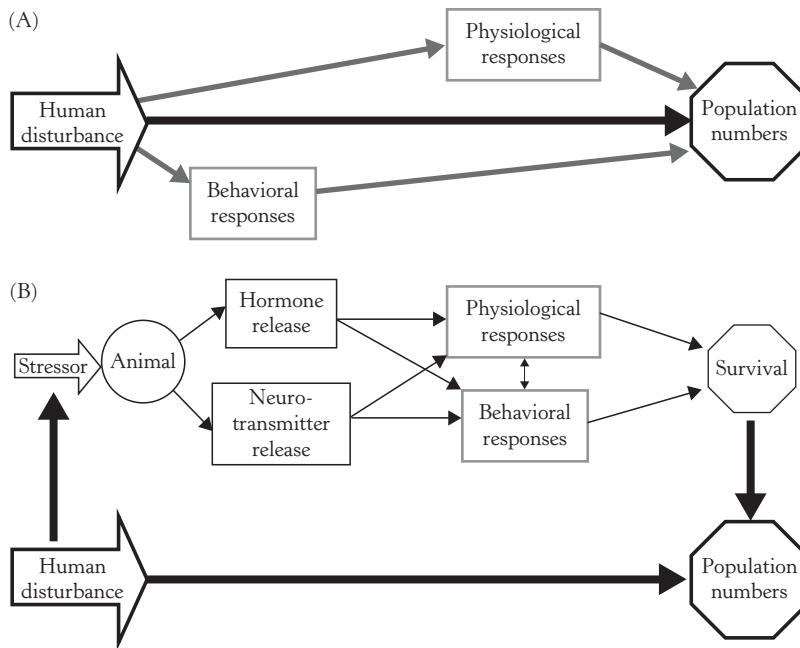 (A)
Physiological
responses
Human
disturbance
Population
numbers
Behavioral
responses
(B)
Hormone
release
Physiological
responses
Stressor
Animal
Survival
Neuro-
transmitter
release
Behavioral
responses
Human
disturbance
Population
numbers